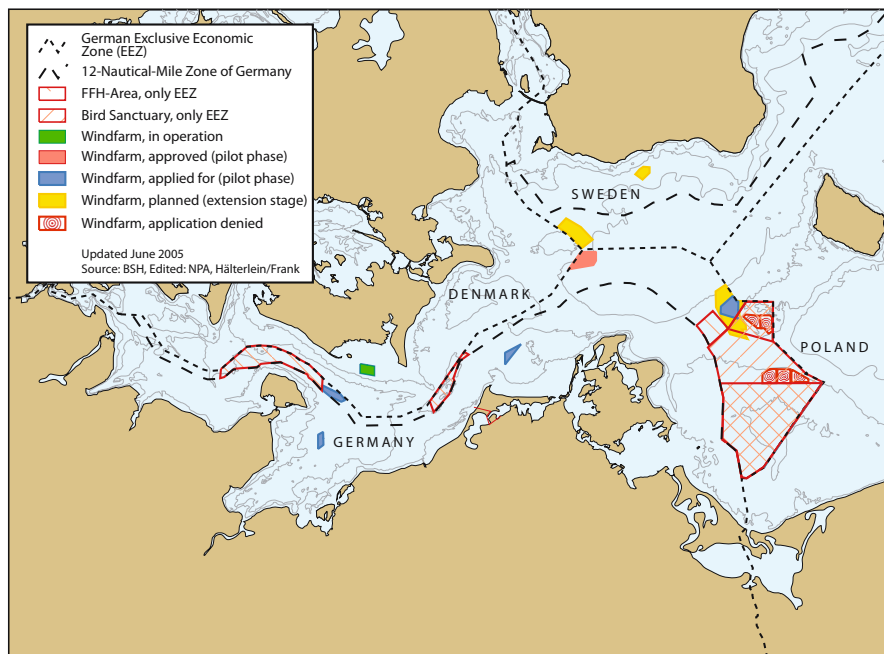 German Exclusive Economic
Zone (EEZ)
12-Nautical-Mile Zone of Germany
FFH-Area, only EEZ
Bird Sanctuary, only EEZ
Windfarm, in operation
Windfarm, approved (pilot phase)
Windfarm, applied for (pilot phase)
Windfarm, planned (extension stage)
Windfarm, application denied
Updated June 2005
Source: BSH, Edited: NPA, Hälterlein/Frank
SWEDEN
DENMARK
POLAND
GERMANY